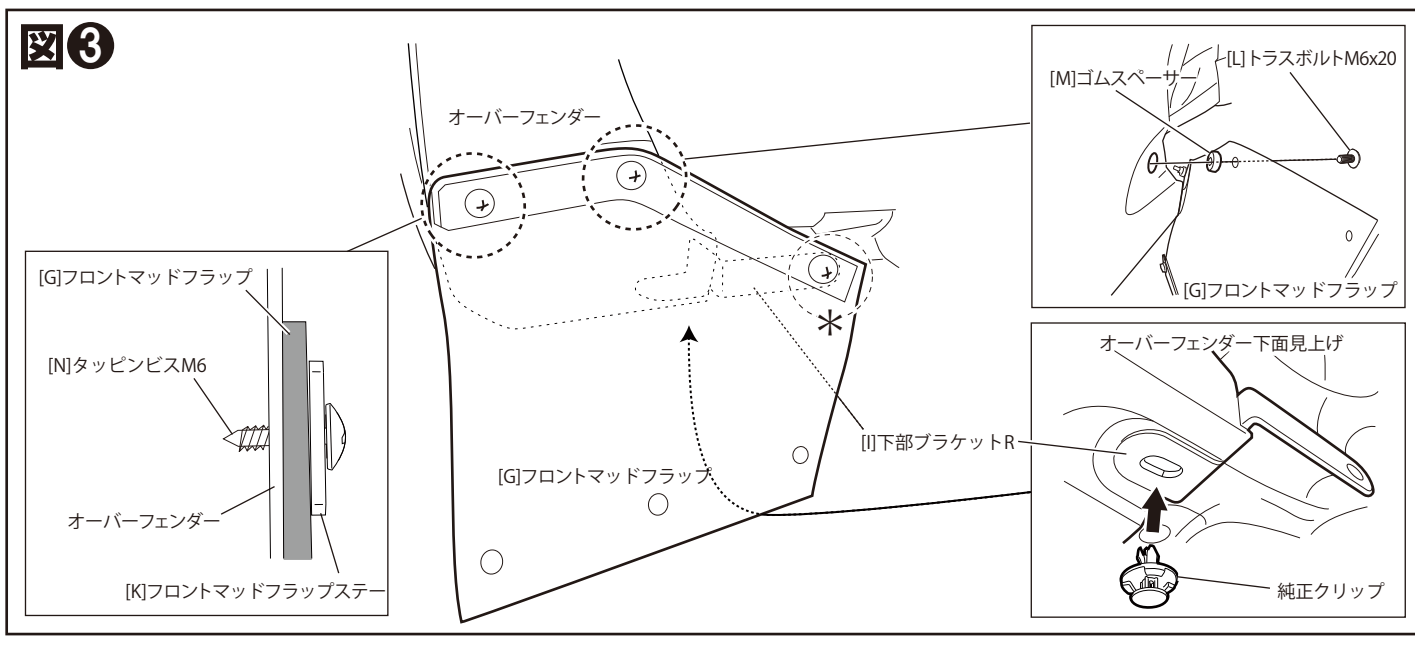 図❸
オーバーフェンダー
[G]フロントマッドフラップ
[N]タッピンビスM6
オーバーフェンダー
[K]フロントマッドフラップステー
[G]フロントマッドフラップ
*
[I]下部ブラケットR
[L]トラスボルトM6x20
[M]ゴムスペーサー
[G]フロントマッドフラップ
オーバーフェンダー下面見上げ
純正クリップ